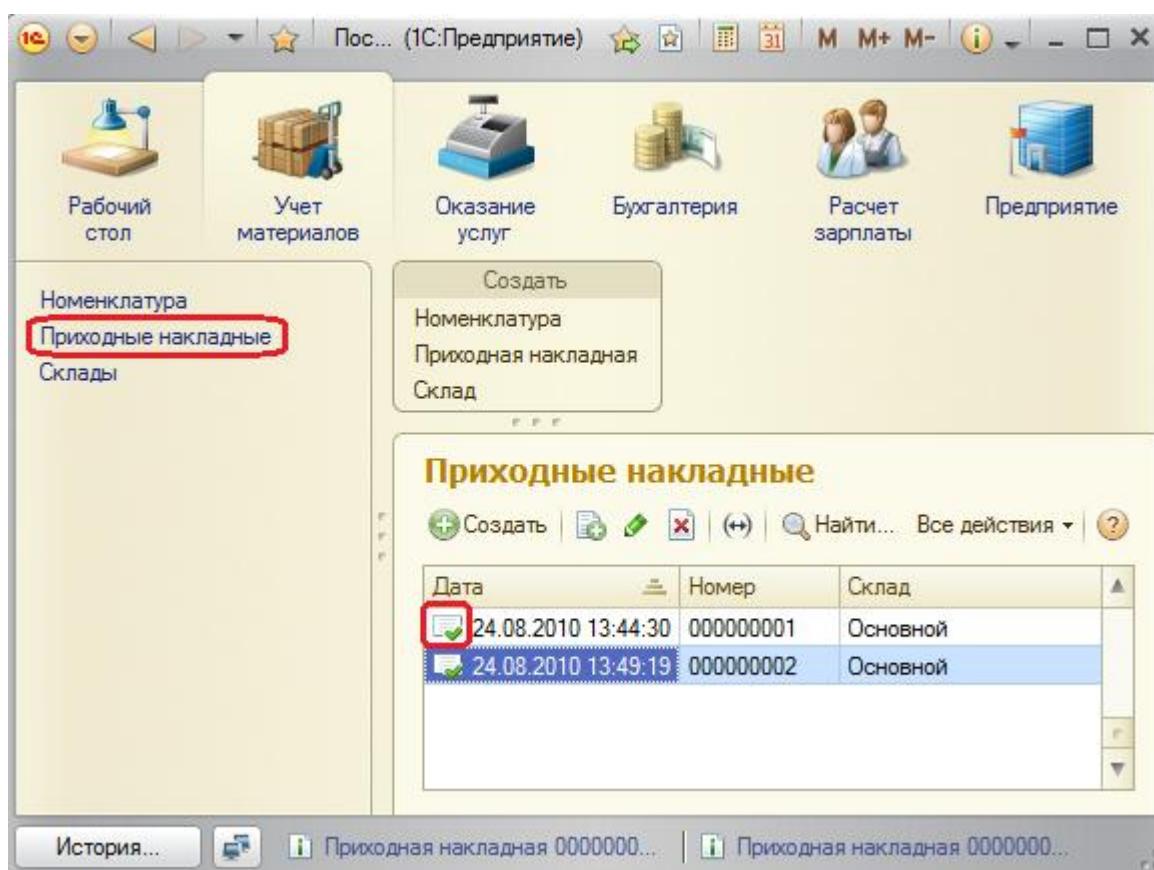 1С Пос... (1С:Предприятие) 31 M M+ M-
Рабочий
стол
Учет
материалов
Оказание
услуг
Бухгалтерия
Расчет
зарплаты
Предприятие
Номенклатура
Приходные накладные
Склады
Создать
Номенклатура
Приходная накладная
Склад
Приходные накладные
Создать Найти... Все действия ?
Дата Номер Склад
24.08.2010 13:44:30 000000001 Основной
24.08.2010 13:49:19 000000002 Основной
История... Приходная накладная 0000000... Приходная накладная 0000000...